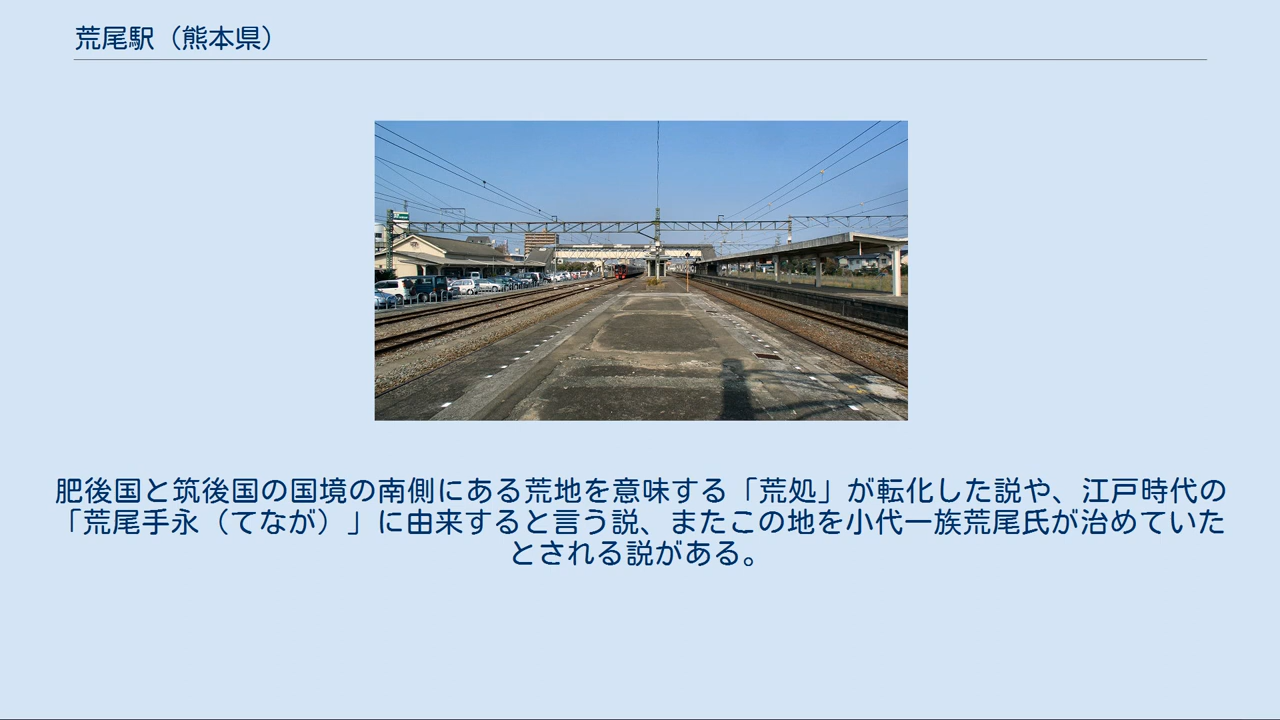 荒尾駅（熊本県）
肥後国と筑後国の国境の南側にある荒地を意味する「荒処」が転化した説や、江戸時代の
「荒尾手永（てなが）」に由来すると言う説、またこの地を小代一族荒尾氏が治めていた
とされる説がある。